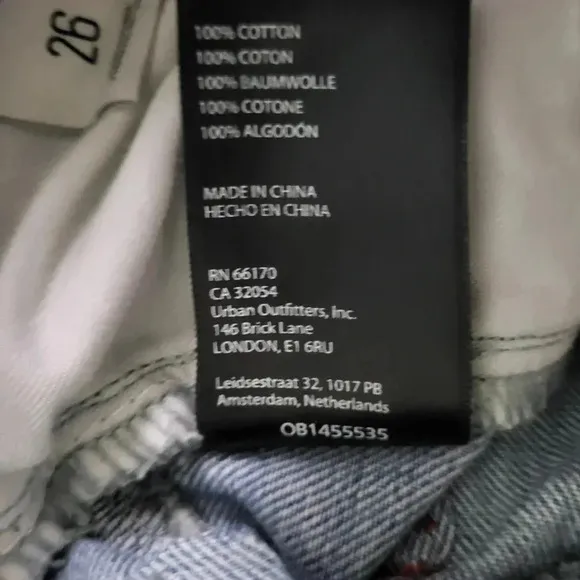 26
100% COTTON
100% COTON
100% BAUMWOLLE
100% COTONE
100% ALGODÓN
MADE IN CHINA
HECHO EN CHINA
RN 66170
CA 32054
Urban Outfitters, Inc.
146 Brick Lane
LONDON, E1 6RU
Leidsestraat 32, 1017 PB
Amsterdam, Netherlands
OB1455535